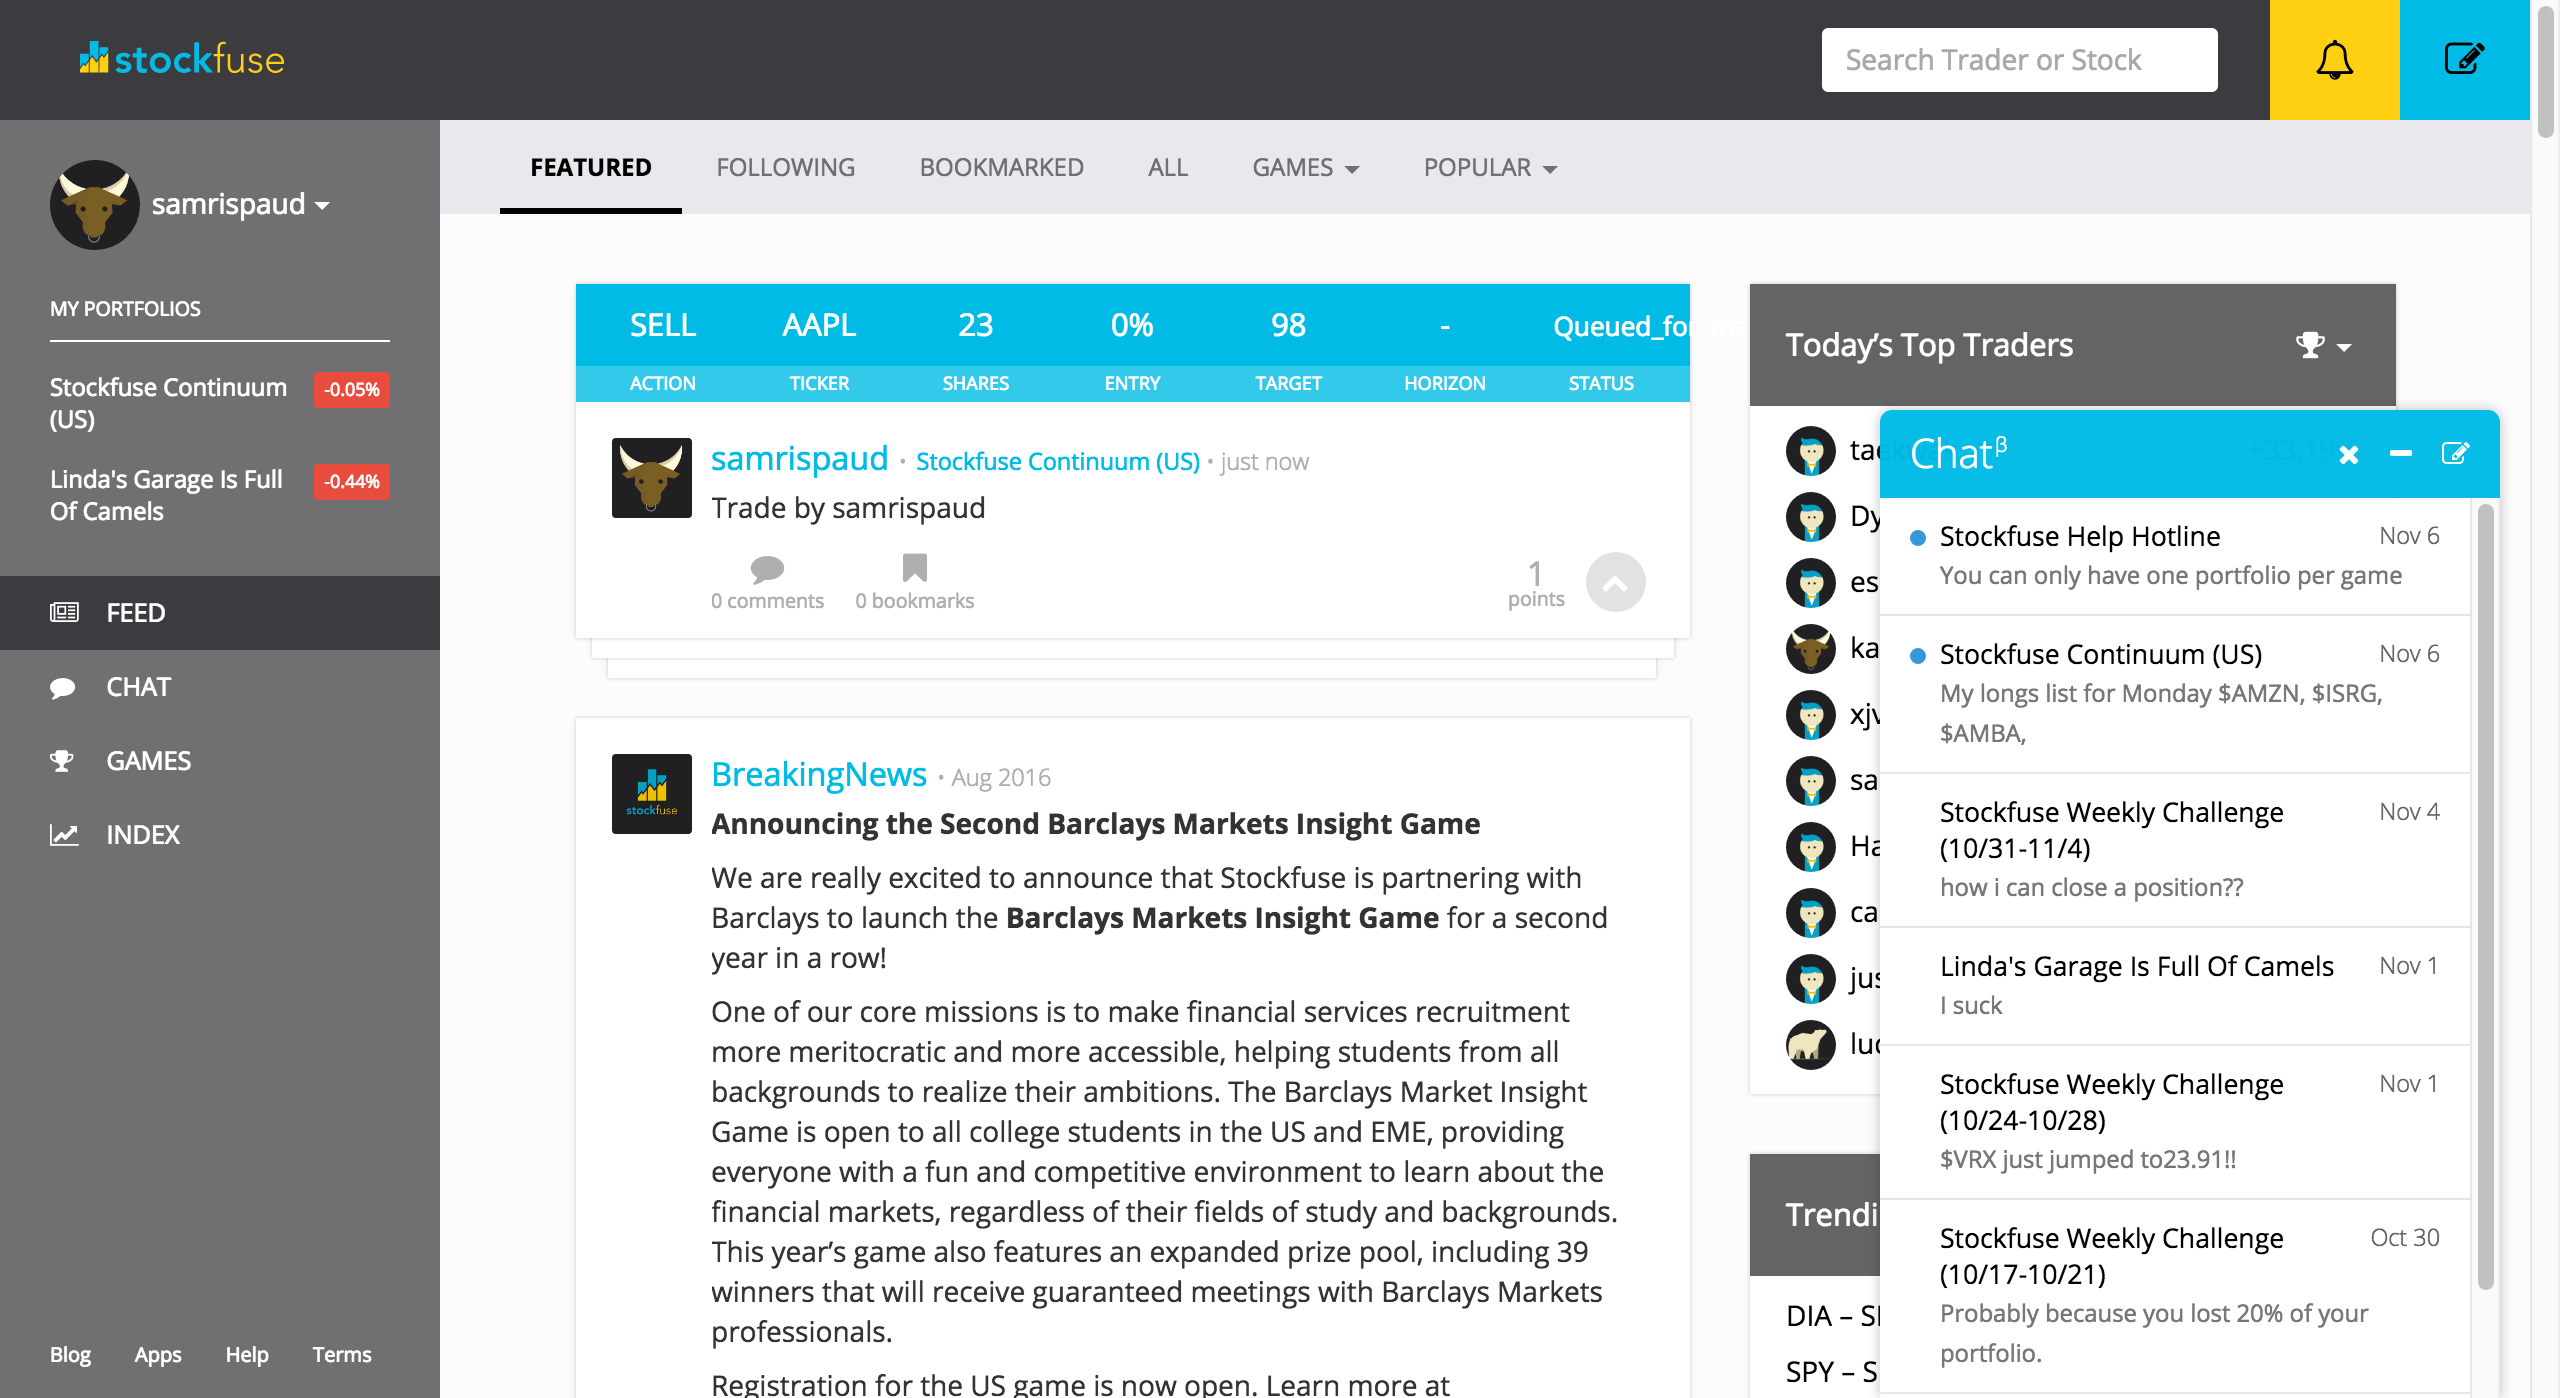 stockfuse
Search Trader or Stock
samrispaud
MY PORTFOLIOS
Stockfuse Continuum
(US)
-0.05%
Linda's Garage Is Full
Of Camels
-0.44%
FEED
CHAT
GAMES
INDEX
Blog Apps Help Terms
FEATURED FOLLOWING BOOKMARKED ALL GAMES POPULAR
SELL AAPL 23 0% 98 - Queued_for_ma
ACTION TICKER SHARES ENTRY TARGET HORIZON STATUS
samrispaud • Stockfuse Continuum (US) • just now
Trade by samrispaud
0 comments 0 bookmarks
1
points
stockfuse
BreakingNews • Aug 2016
Announcing the Second Barclays Markets Insight Game
We are really excited to announce that Stockfuse is partnering with
Barclays to launch the Barclays Markets Insight Game for a second
year in a row!
One of our core missions is to make financial services recruitment
more meritocratic and more accessible, helping students from all
backgrounds to realize their ambitions. The Barclays Market Insight
Game is open to all college students in the US and EME, providing
everyone with a fun and competitive environment to learn about the
financial markets, regardless of their fields of study and backgrounds.
This year’s game also features an expanded prize pool, including 39
winners that will receive guaranteed meetings with Barclays Markets
professionals.
Registration for the US game is now open. Learn more at
Today’s Top Traders
Dy
es
ka
xjv
sa
Ha
ca
jus
luc
Trendi
DIA – S
SPY – S
Chatβ
Stockfuse Help Hotline Nov 6
You can only have one portfolio per game
Stockfuse Continuum (US) Nov 6
My longs list for Monday $AMZN, $ISRG,
$AMBA,
Stockfuse Weekly Challenge Nov 4
(10/31-11/4)
how i can close a position??
Linda's Garage Is Full Of Camels Nov 1
I suck
Stockfuse Weekly Challenge Nov 1
(10/24-10/28)
$VRX just jumped to23.91!!
Stockfuse Weekly Challenge Oct 30
(10/17-10/21)
Probably because you lost 20% of your
portfolio.